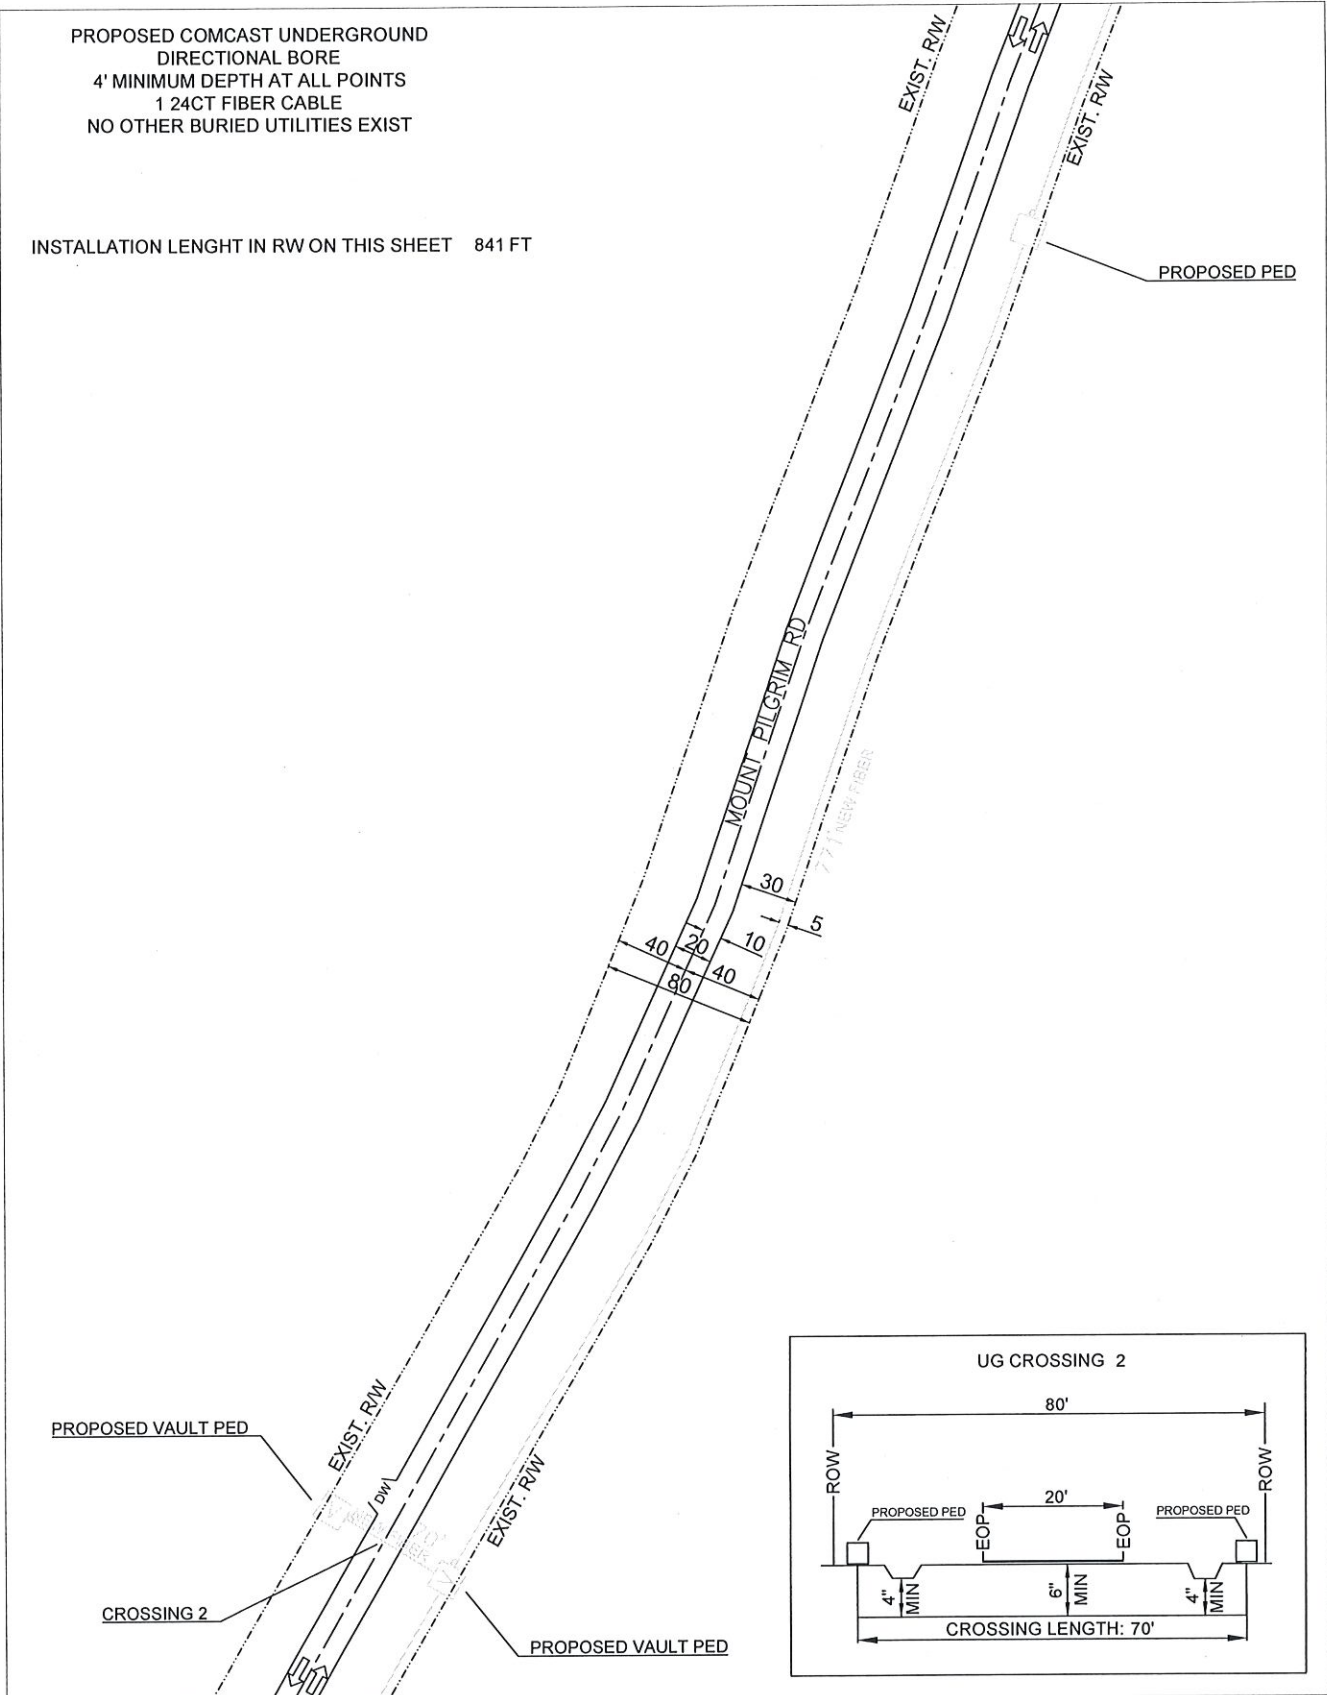 PROPOSED COMCAST UNDERGROUND
DIRECTIONAL BORE
4' MINIMUM DEPTH AT ALL POINTS
1 24CT FIBER CABLE
NO OTHER BURIED UTILITIES EXIST
INSTALLATION LENGHT IN RW ON THIS SHEET 841 FT
EXIST. R/W
EXIST. R/W
PROPOSED PED
MOUNT PILGRIM RD
771' NEW FIBER
30
5
10
20
40
40
80
EXIST. R/W
EXIST. R/W
PROPOSED VAULT PED
DW
70'
CROSSING 2
PROPOSED VAULT PED
UG CROSSING 2
80'
ROW
ROW
20'
PROPOSED PED
PROPOSED PED
EOP
EOP
4" MIN
6" MIN
4" MIN
CROSSING LENGTH: 70'